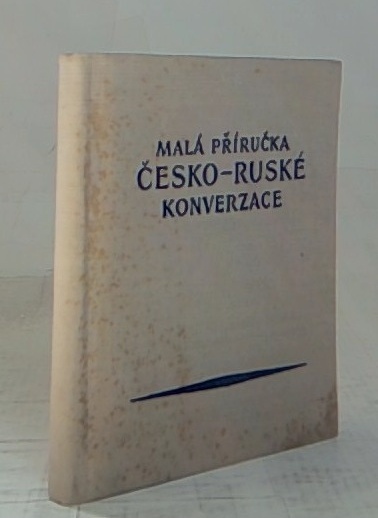 MALÁ PŘÍRUČKA
ČESKO-RUSKÉ
KONVERZACE